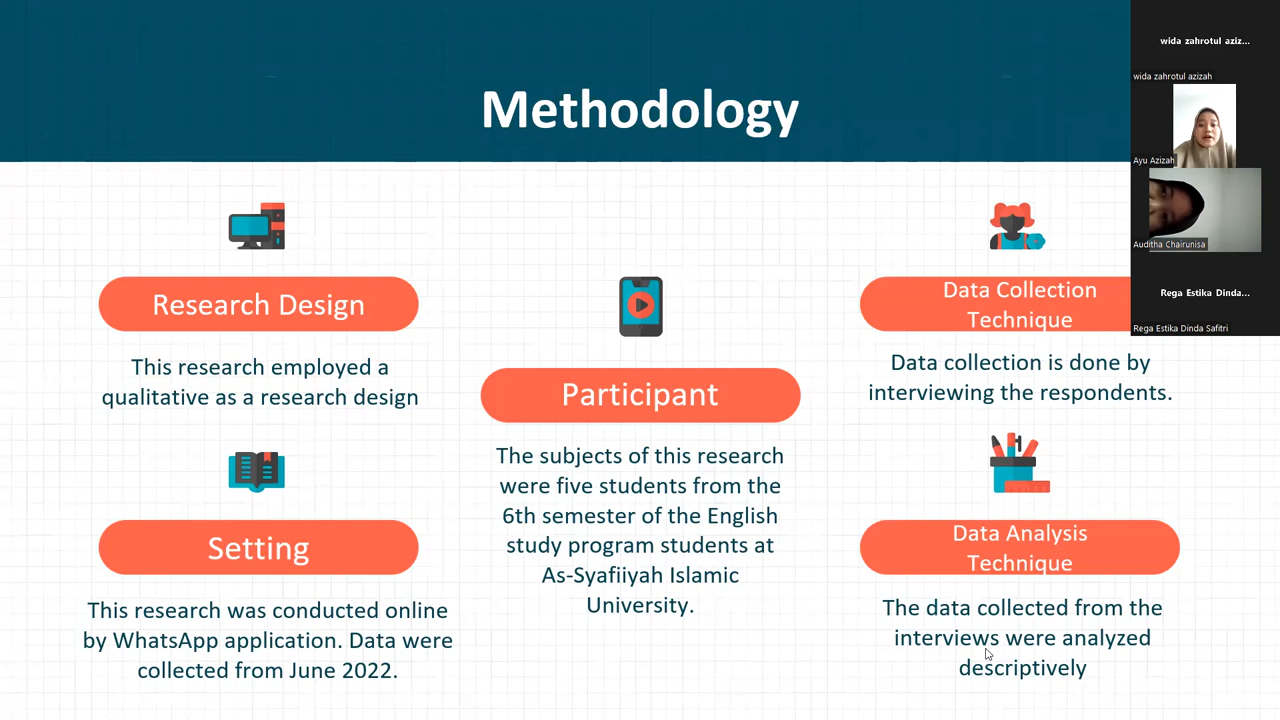 Methodology
Research Design
This research employed a
qualitative as a research design
Setting
This research was conducted online
by WhatsApp application. Data were
collected from June 2022.
Participant
The subjects of this research
were five students from the
6th semester of the English
study program students at
As-Syafiiyah Islamic
University.
Data Collection
Technique
Data collection is done by
interviewing the respondents.
Data Analysis
Technique
The data collected from the
interviews were analyzed
descriptively
wida zahrotul aziz...
wida zahrotul azizah
Ayu Azizah
Auditha Chairunisa
Rega Estika Dinda...
Rega Estika Dinda Safitri